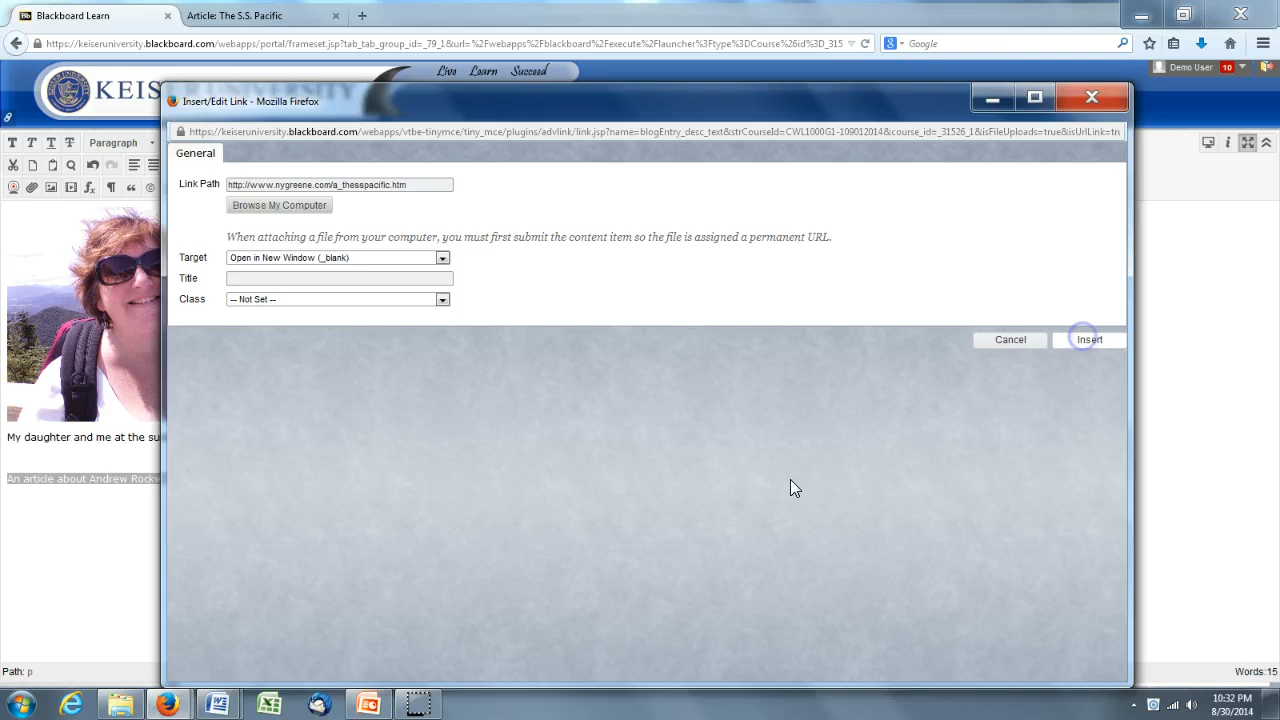 Blackboard Learn
Article: The S.S. Pacific
https://keiseruniversity.blackboard.com/webapps/portal/frameset.jsp?tab_tab_group_id=_79_1&url=%2Fwebapps%2Fblackboard%2Fexecute%2Flauncher%3Ftype%3DCourse%26id%3D_315
Google
KEIS
Live Learn Succeed
Demo User 10
Insert/Edit Link - Mozilla Firefox
https://keiseruniversity.blackboard.com/webapps/vtbe-tinymce/tiny_mce/plugins/advlink/link.jsp?name=blogEntry_desc_text&strCourseId=CWL1000G1-109012014&course_id=_31526_1&isFileUploads=true&isUrlLink=tru
Paragraph
General
Link Path
http://www.nygreene.com/a_thesspacific.htm
Browse My Computer
When attaching a file from your computer, you must first submit the content item so the file is assigned a permanent URL.
Target
Open in New Window (_blank)
Title
Class
-- Not Set --
Cancel
Insert
My daughter and me at the su
An article about Andrew Rockw
Path: p
Words:15
10:32 PM
8/30/2014